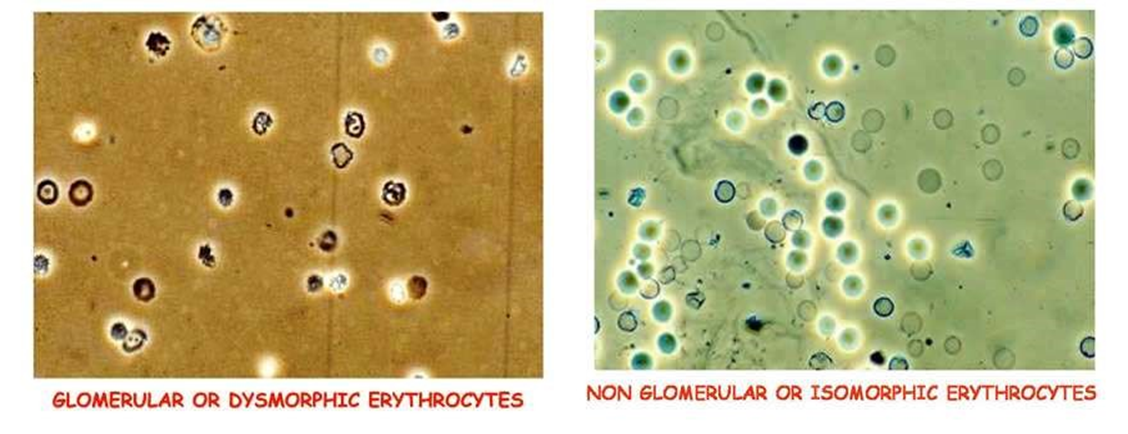 GLOMERULAR OR DYSMORPHIC ERYTHROCYTES
NON GLOMERULAR OR ISOMORPHIC ERYTHROCYTES